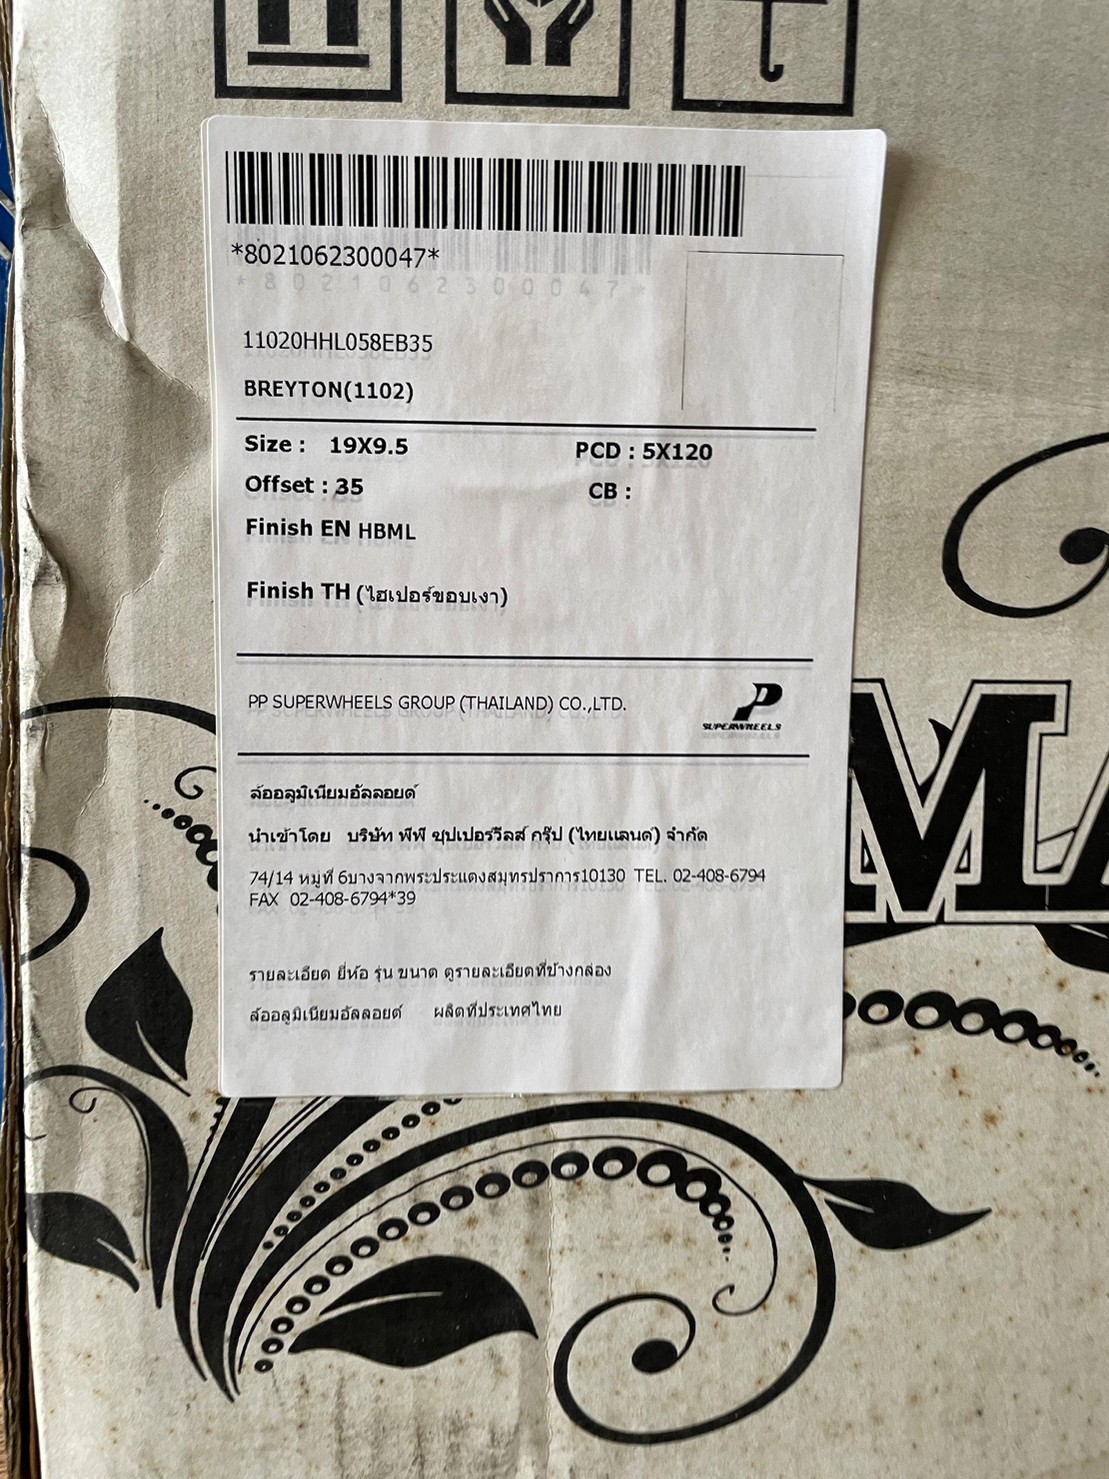 *8021062300047*
*8021062300047*
11020HHL058EB35
BREYTON(1102)
Size : 19X9.5 PCD : 5X120
Offset : 35 CB :
Finish EN HBML
Finish TH (ไฮเปอร์ขอบเงา)
PP SUPERWHEELS GROUP (THAILAND) CO.,LTD.
SUPERWHEELS
ล้ออลูมิเนียมอัลลอยด์
นำเข้าโดย บริษัท พีพี ซุปเปอร์วีลส์ กรุ๊ป (ไทยแลนด์) จำกัด
74/14 หมู่ที่ 6บางจากพระประแดงสมุทรปราการ10130 TEL. 02-408-6794
FAX 02-408-6794*39
รายละเอียด ยี่ห้อ รุ่น ขนาด ดูรายละเอียดที่ข้างกล่อง
ล้ออลูมิเนียมอัลลอยด์ ผลิตที่ประเทศไทย
MA